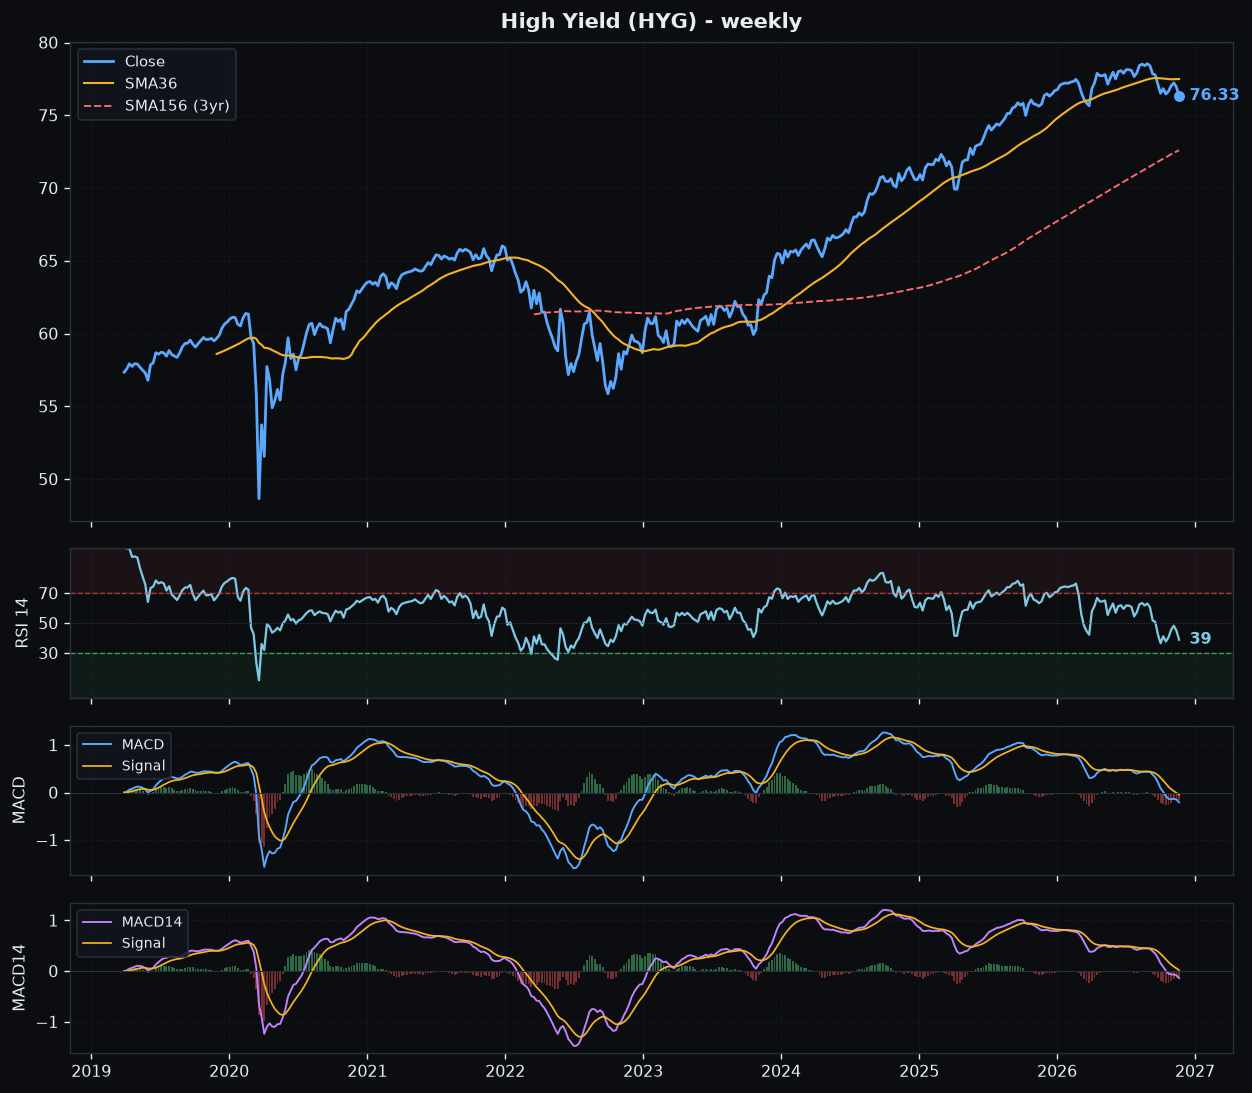 High Yield (HYG) - weekly
80
75
70
65
60
55
50
Close
SMA36
SMA156 (3yr)
76.33
RSI 14
70
50
30
39
MACD
1
0
−1
MACD
Signal
MACD14
1
0
−1
MACD14
Signal
2019 2020 2021 2022 2023 2024 2025 2026 2027